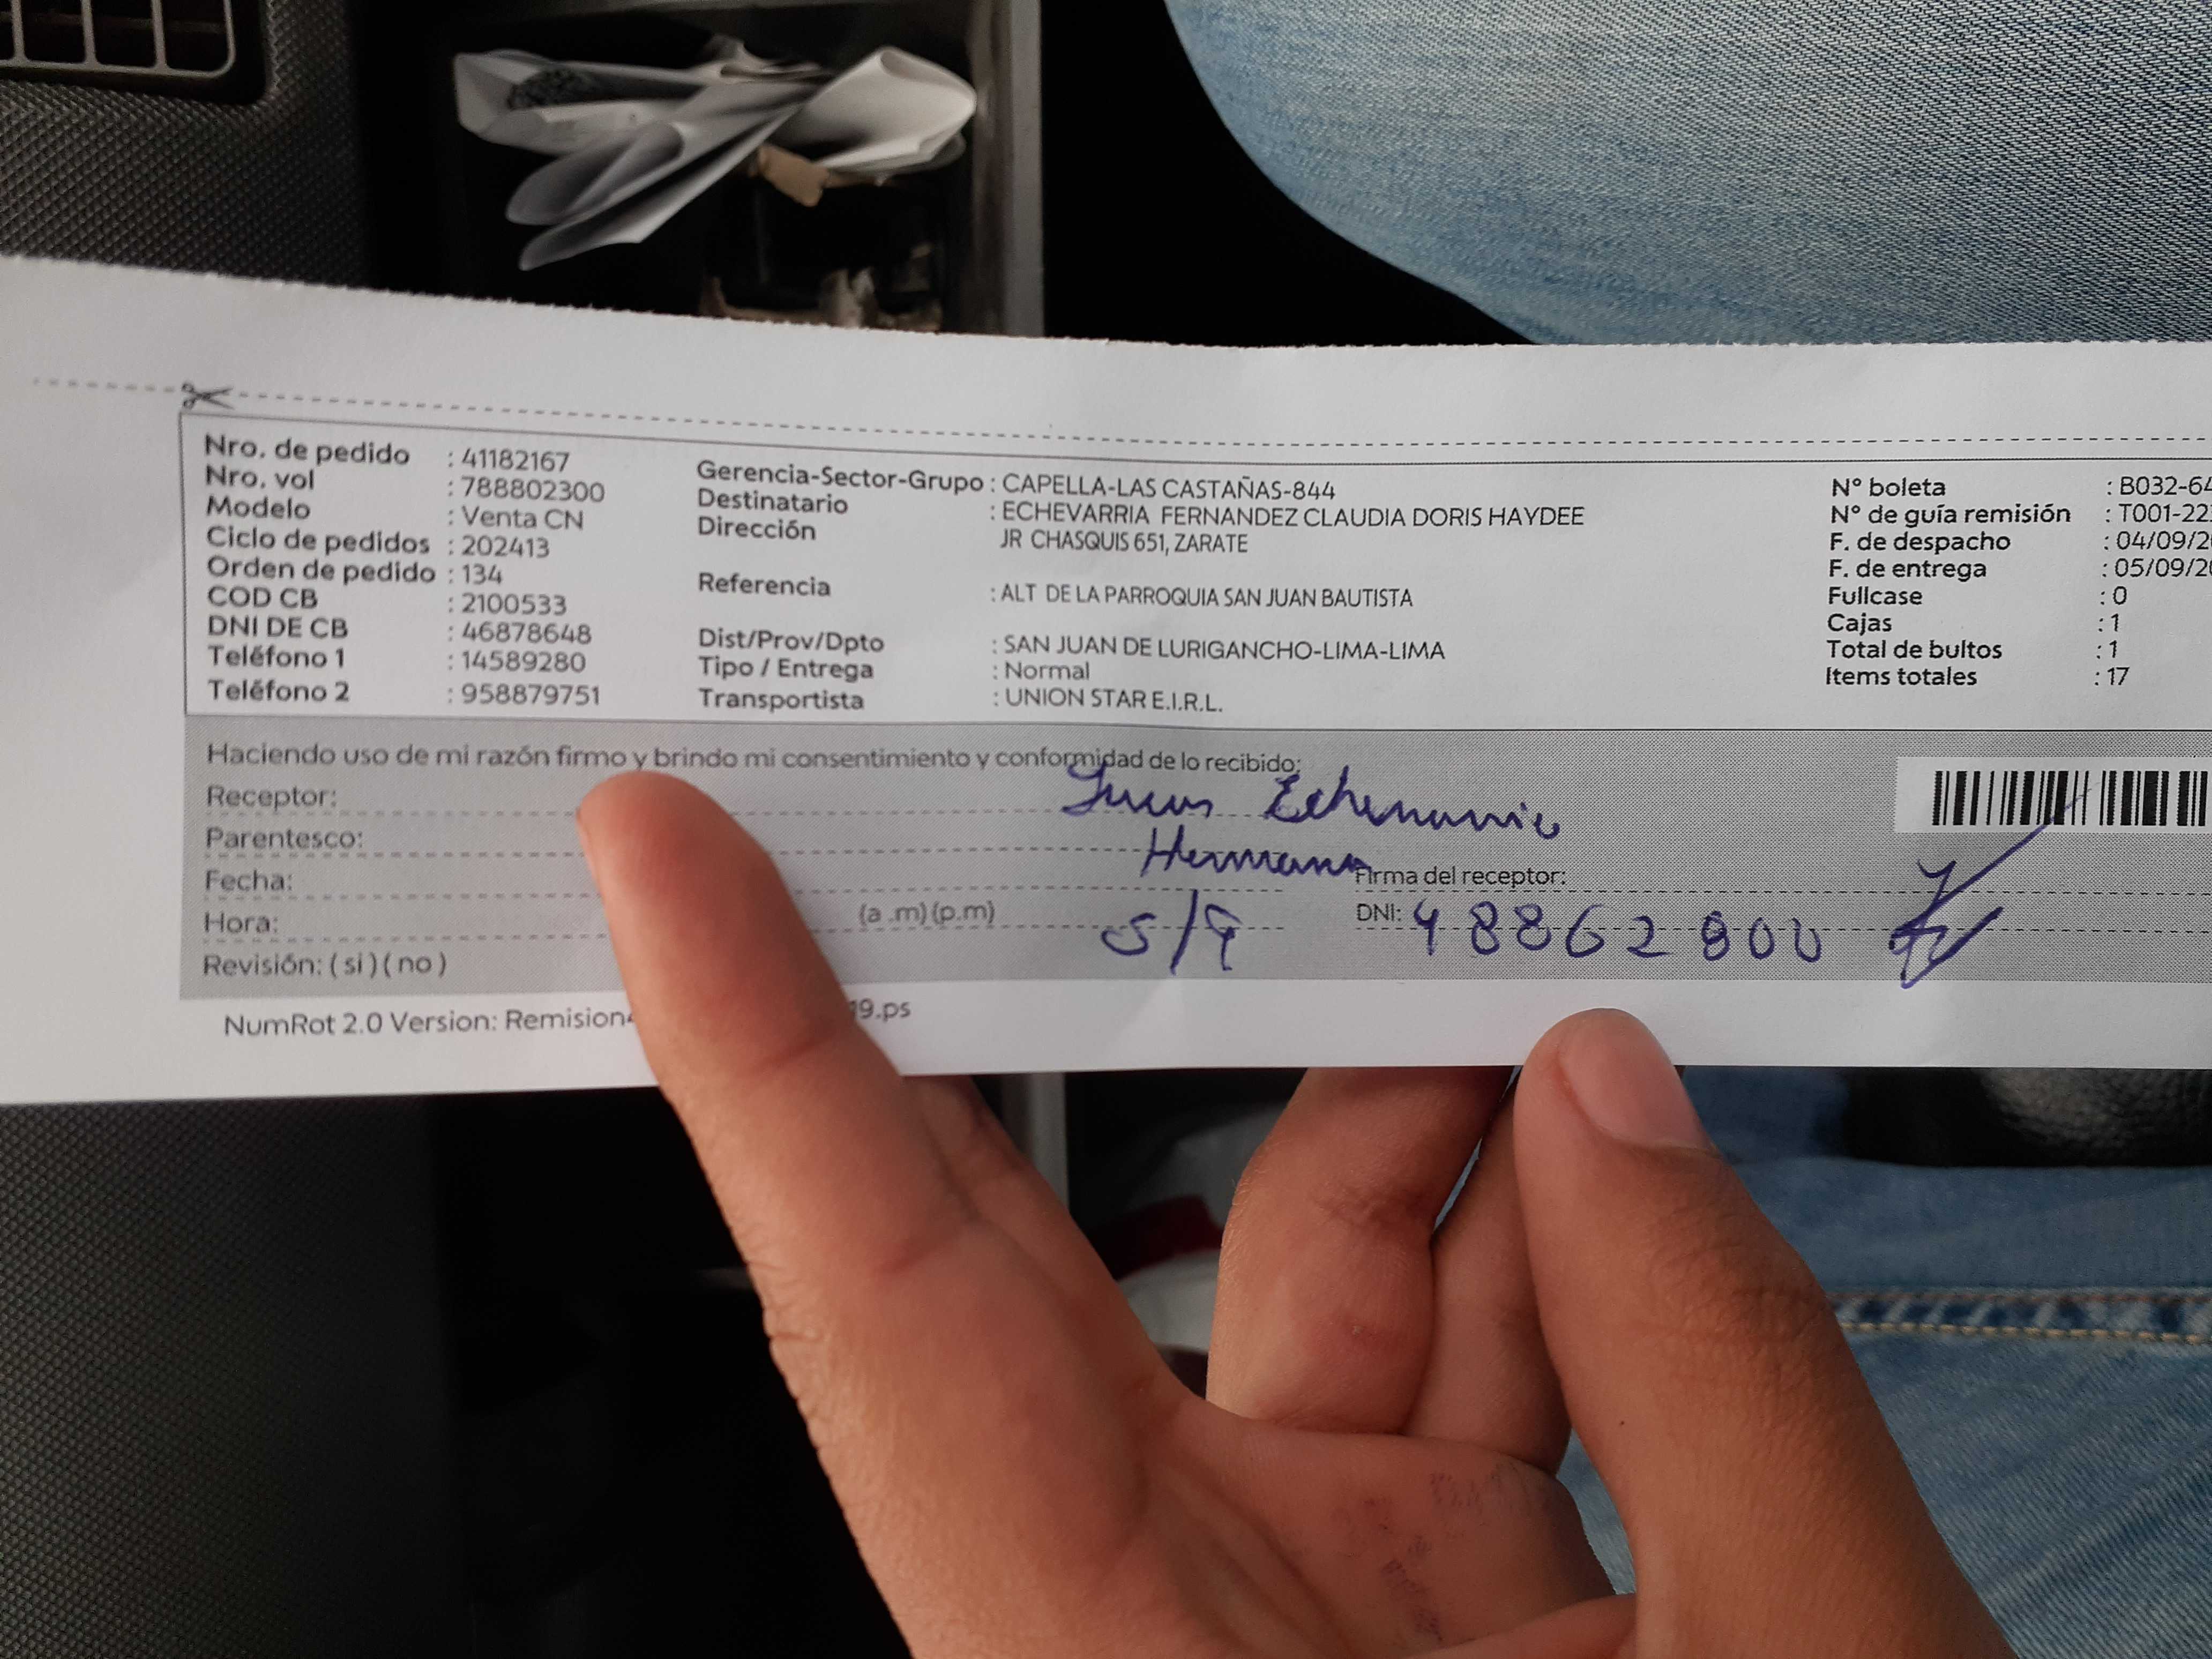 Nro. de pedido : 41182167
Nro. vol : 788802300
Modelo : Venta CN
Ciclo de pedidos : 202413
Orden de pedido : 134
COD CB : 2100533
DNI DE CB : 46878648
Teléfono 1 : 14589280
Teléfono 2 : 958879751
Gerencia-Sector-Grupo : CAPELLA-LAS CASTAÑAS-844
Destinatario : ECHEVARRIA FERNANDEZ CLAUDIA DORIS HAYDEE
Dirección JR CHASQUIS 651, ZARATE
Referencia : ALT DE LA PARROQUIA SAN JUAN BAUTISTA
Dist/Prov/Dpto : SAN JUAN DE LURIGANCHO-LIMA-LIMA
Tipo / Entrega : Normal
Transportista : UNION STAR E.I.R.L.
N° boleta : B032-64
N° de guía remisión : T001-22
F. de despacho : 04/09/2
F. de entrega : 05/09/20
Fullcase : 0
Cajas : 1
Total de bultos : 1
Items totales : 17
Haciendo uso de mi razón firmo y brindo mi consentimiento y conformidad de lo recibido:
Receptor:
Parentesco: Hermano
Fecha: 5/9
Hora: (a .m) (p.m)
Revisión: ( si ) ( no )
Firma del receptor:
DNI: 48862800
NumRot 2.0 Version: Remision 19.ps